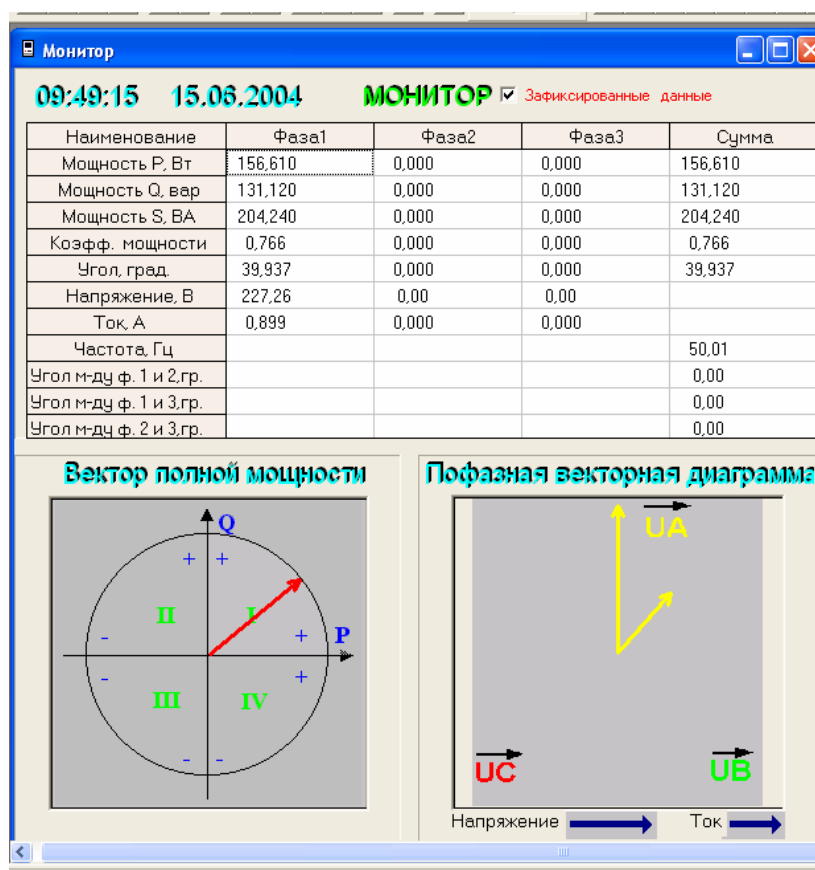 Монитор
09:49:15 15.06.2004 МОНИТОР Зафиксированные данные
Наименование Фаза1 Фаза2 Фаза3 Сумма
Мощность P, Вт 156,610 0,000 0,000 156,610
Мощность Q, вар 131,120 0,000 0,000 131,120
Мощность S, ВА 204,240 0,000 0,000 204,240
Коэфф. мощности 0,766 0,000 0,000 0,766
Угол, град. 39,937 0,000 0,000 39,937
Напряжение, В 227,26 0,00 0,00
Ток, А 0,899 0,000 0,000
Частота, Гц 50,01
Угол м-ду ф. 1 и 2,гр. 0,00
Угол м-ду ф. 1 и 3,гр. 0,00
Угол м-ду ф. 2 и 3,гр. 0,00
Вектор полной мощности Пофазная векторная диаграмма
Q
UA
+ +
II I
- + P
- +
III IV
- -
UC UB
Напряжение Ток